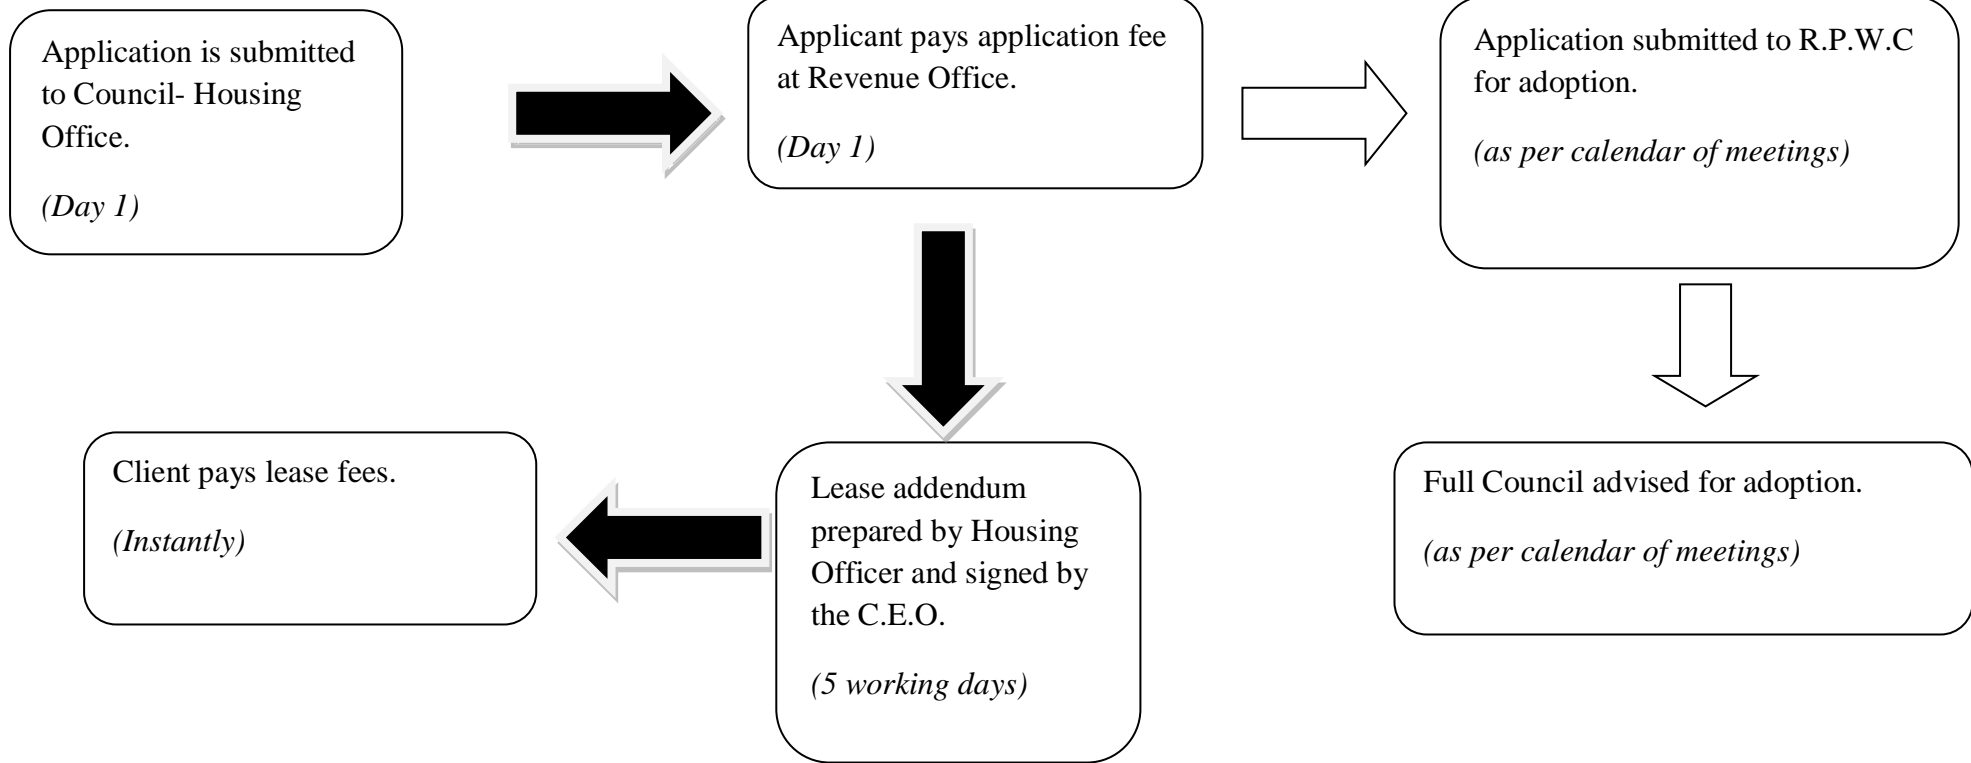 Application is submitted
to Council- Housing
Office.
(Day 1)
Applicant pays application fee
at Revenue Office.
(Day 1)
Application submitted to R.P.W.C
for adoption.
(as per calendar of meetings)
Client pays lease fees.
(Instantly)
Lease addendum
prepared by Housing
Officer and signed by
the C.E.O.
(5 working days)
Full Council advised for adoption.
(as per calendar of meetings)